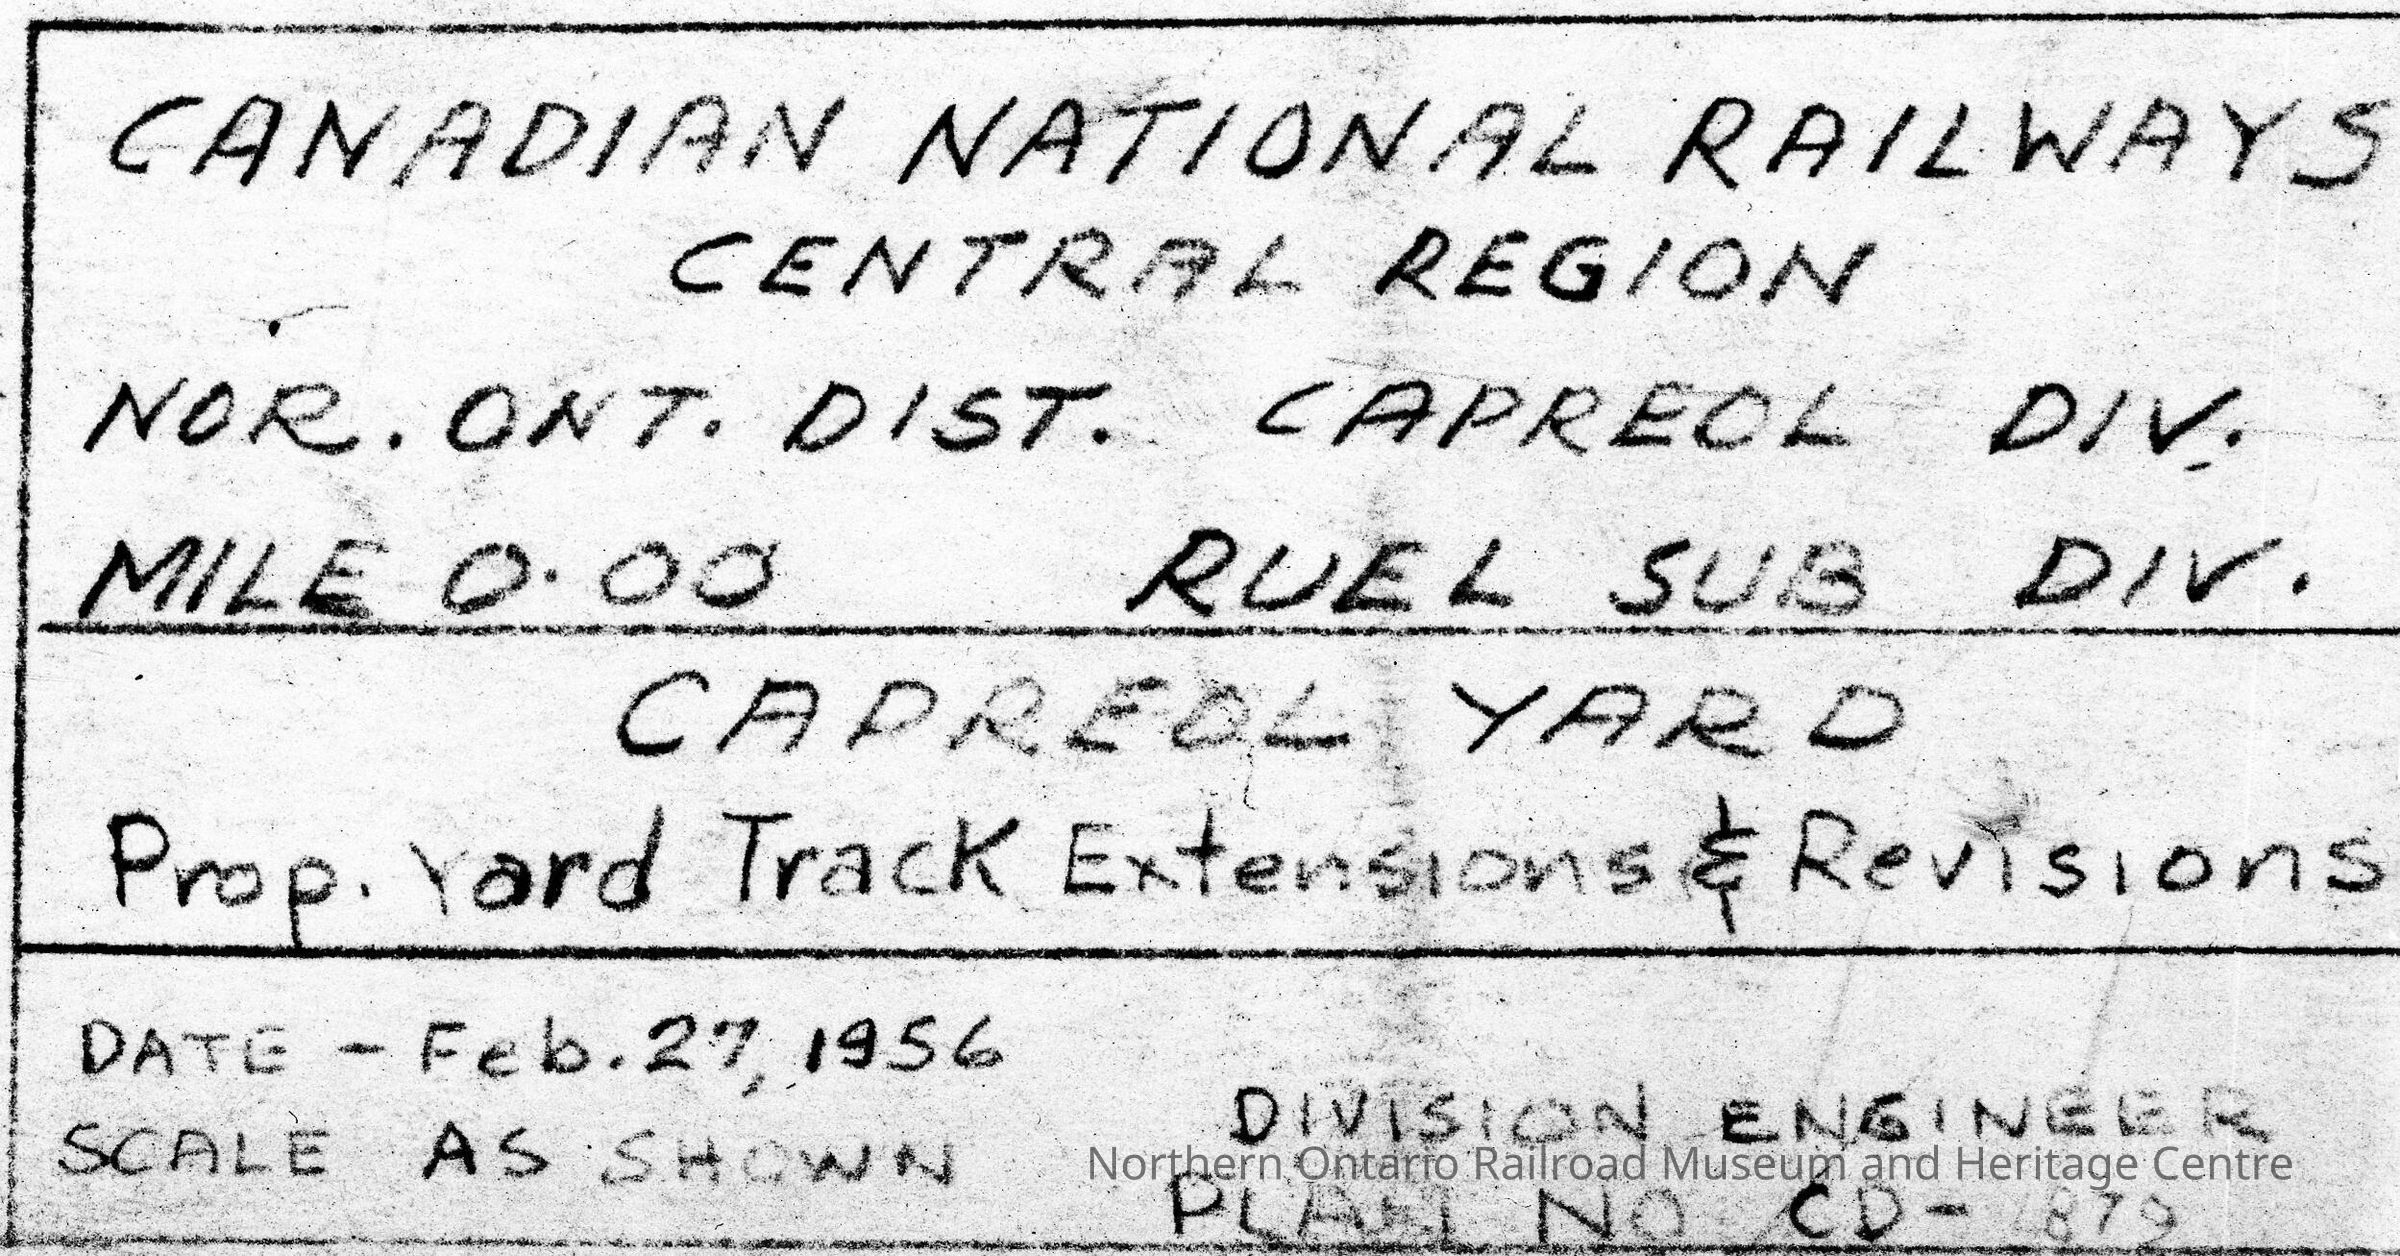 CANADIAN NATIONAL RAILWAYS
CENTRAL REGION
NOR. ONT. DIST. CAPREOL DIV.
MILE 0.00 RUEL SUB DIV.
CAPREOL YARD
Prop. Yard Track Extensions & Revisions
DATE - Feb. 27, 1956
SCALE AS SHOWN
DIVISION ENGINEER
Northern Ontario Railroad Museum and Heritage Centre
PLAN NO CD-